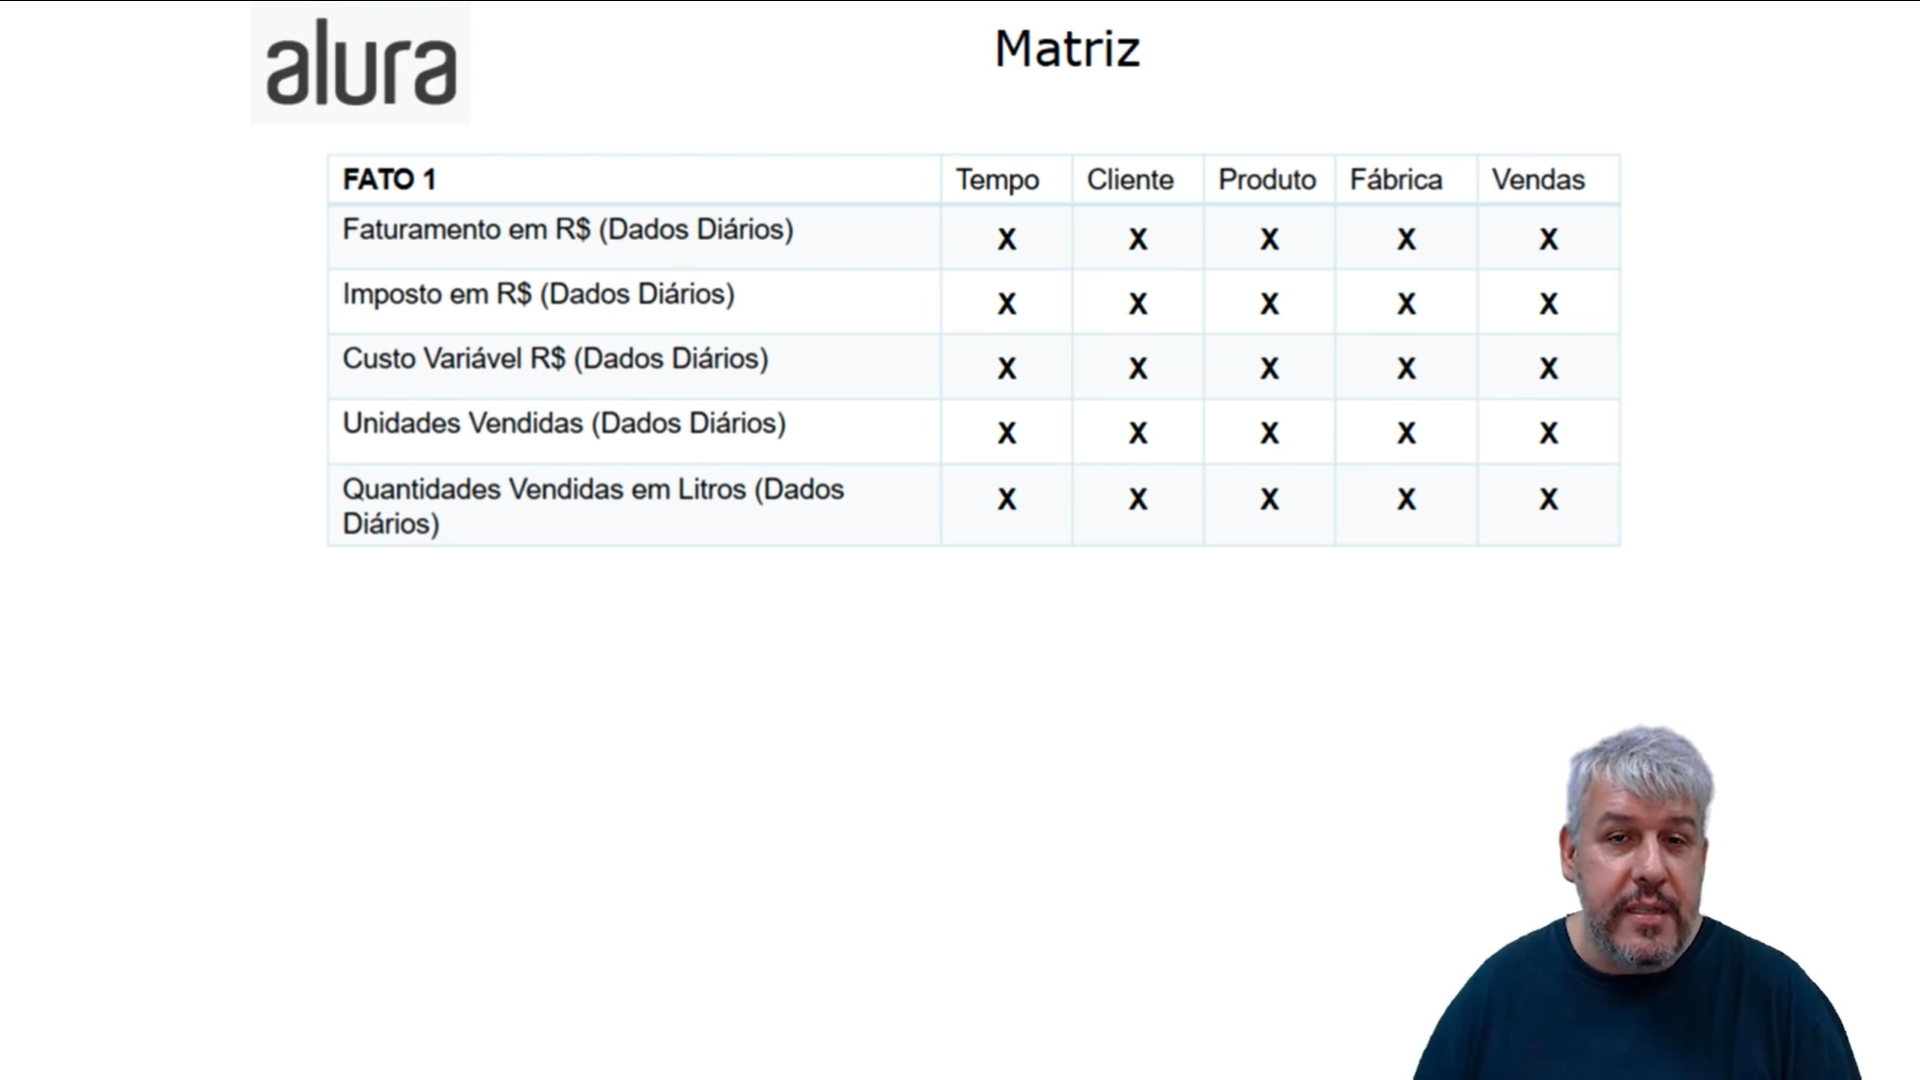 alura
Matriz
FATO 1 Tempo Cliente Produto Fábrica Vendas
Faturamento em R$ (Dados Diários) X X X X X
Imposto em R$ (Dados Diários) X X X X X
Custo Variável R$ (Dados Diários) X X X X X
Unidades Vendidas (Dados Diários) X X X X X
Quantidades Vendidas em Litros (Dados X X X X X
Diários)